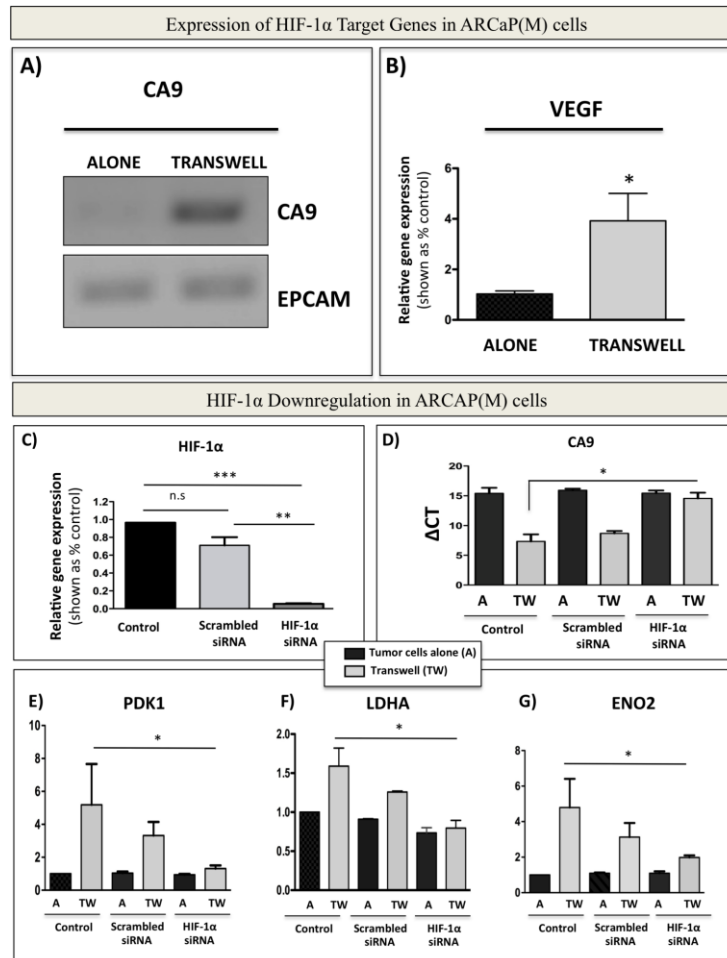 Expression of HIF-1α Target Genes in ARCaP(M) cells
A)
CA9
ALONE TRANSWELL
CA9
EPCAM
B)
VEGF
Relative gene expression
(shown as % control)
6
4
2
0
*
ALONE TRANSWELL
HIF-1α Downregulation in ARCAP(M) cells
C)
HIF-1α
Relative gene expression
(shown as % control)
1.2
1.0
0.8
0.6
0.4
0.2
0.0
***
n.s
**
Control
Scrambled
siRNA
HIF-1α
siRNA
D)
CA9
ΔCT
20
15
10
5
0
*
A TW A TW A TW
Control
Scrambled
siRNA
HIF-1α
siRNA
Tumor cells alone (A)
Transwell (TW)
E)
PDK1
10
8
6
4
2
0
*
A TW A TW A TW
Control
Scrambled
siRNA
HIF-1α
siRNA
F)
LDHA
2.0
1.5
1.0
0.5
0.0
*
A TW A TW A TW
Control
Scrambled
siRNA
HIF-1α
siRNA
G)
ENO2
8
6
4
2
0
*
A TW A TW A TW
Control
Scrambled
siRNA
HIF-1α
siRNA